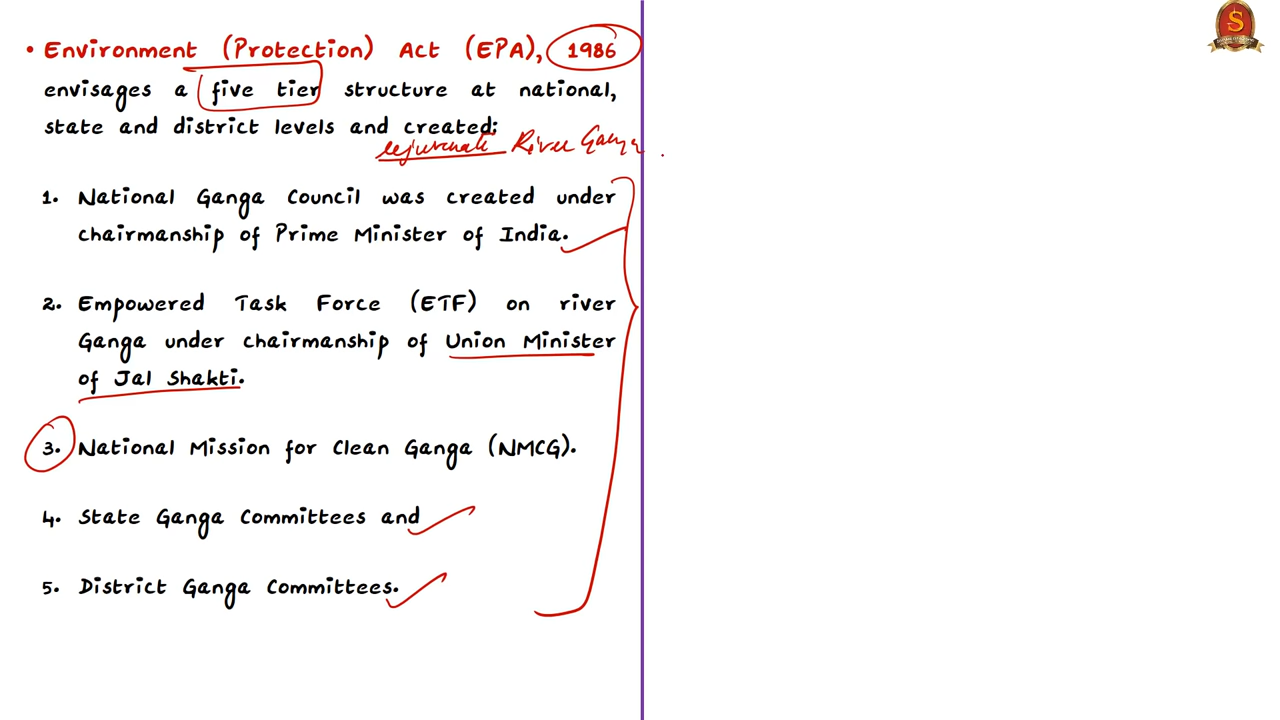 • Environment (Protection) Act (EPA), 1986
envisages a five tier structure at national,
state and district levels and created:
rejuvenate River Ganga
1. National Ganga Council was created under
chairmanship of Prime Minister of India.
2. Empowered Task Force (ETF) on river
Ganga under chairmanship of Union Minister
of Jal Shakti.
3. National Mission for Clean Ganga (NMCG).
4. State Ganga Committees and
5. District Ganga Committees.
S